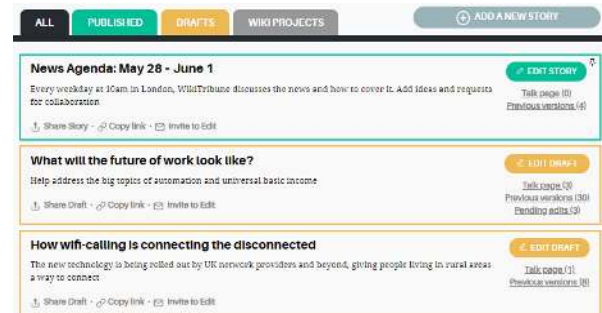 ALL PUBLISHED DRAFTS WIKI PROJECTS ADD A NEW STORY
News Agenda: May 28 - June 1
EDIT STORY
Every weekday at 10am in London, WikiTribune discusses the news and how to cover it. Add ideas and requests
for collaboration
Talk page (0)
Previous versions (4)
Share Story - Copy link - Invite to Edit
What will the future of work look like?
EDIT DRAFT
Help address the big topics of automation and universal basic income
Talk page (3)
Previous versions (30)
Pending edits (3)
Share Draft - Copy link - Invite to Edit
How wifi-calling is connecting the disconnected
EDIT DRAFT
The new technology is being rolled out by UK network providers and beyond, giving people living in rural areas
a way to connect
Talk page (1)
Previous versions (8)
Share Draft - Copy link - Invite to Edit